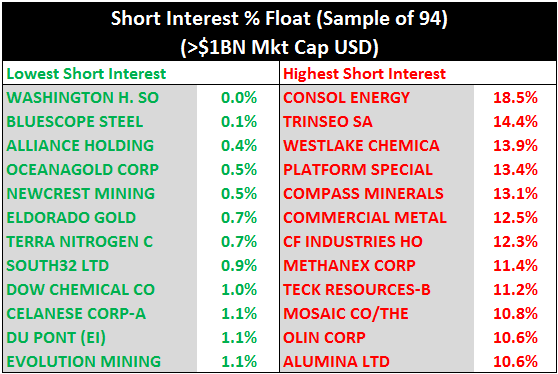 Short Interest % Float (Sample of 94)
(>$1BN Mkt Cap USD)
Lowest Short Interest Highest Short Interest
WASHINGTON H. SO 0.0% CONSOL ENERGY 18.5%
BLUESCOPE STEEL 0.1% TRINSEO SA 14.4%
ALLIANCE HOLDING 0.4% WESTLAKE CHEMICA 13.9%
OCEANAGOLD CORP 0.5% PLATFORM SPECIAL 13.4%
NEWCREST MINING 0.5% COMPASS MINERALS 13.1%
ELDORADO GOLD 0.7% COMMERCIAL METAL 12.5%
TERRA NITROGEN C 0.7% CF INDUSTRIES HO 12.3%
SOUTH32 LTD 0.9% METHANEX CORP 11.4%
DOW CHEMICAL CO 1.0% TECK RESOURCES-B 11.2%
CELANESE CORP-A 1.1% MOSAIC CO/THE 10.8%
DU PONT (EI) 1.1% OLIN CORP 10.6%
EVOLUTION MINING 1.1% ALUMINA LTD 10.6%